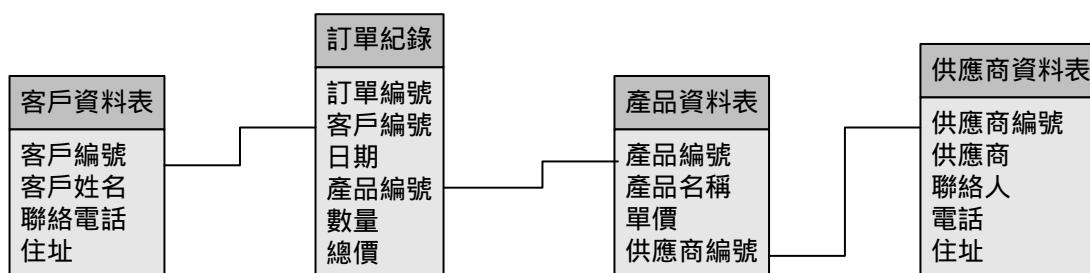 客戶資料表
客戶編號
客戶姓名
聯絡電話
住址
訂單紀錄
訂單編號
客戶編號
日期
產品編號
數量
總價
產品資料表
產品編號
產品名稱
單價
供應商編號
供應商資料表
供應商編號
供應商
聯絡人
電話
住址